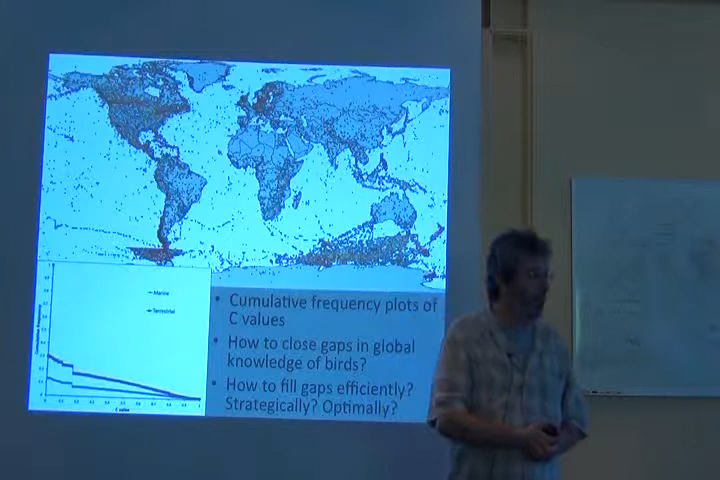 Marine
Terrestrial
C value
• Cumulative frequency plots of
C values
• How to close gaps in global
knowledge of birds?
• How to fill gaps efficiently?
Strategically? Optimally?